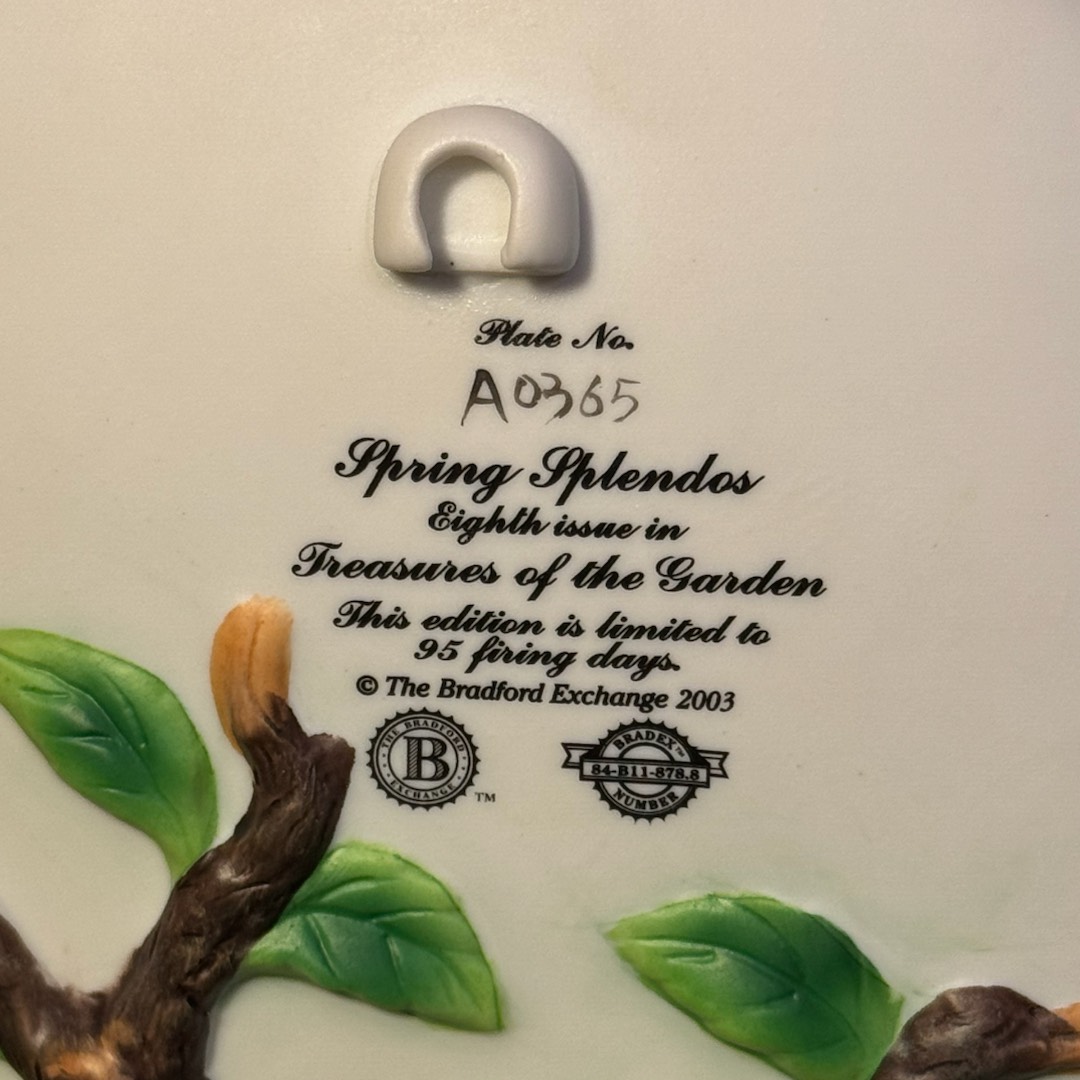 Plate No.
A0365
Spring Splendos
Eighth issue in
Treasures of the Garden
This edition is limited to
95 firing days.
© The Bradford Exchange 2003
THE BRADFORD
B
EXCHANGE
TM
BRADEX™
84-B11-878.8
NUMBER